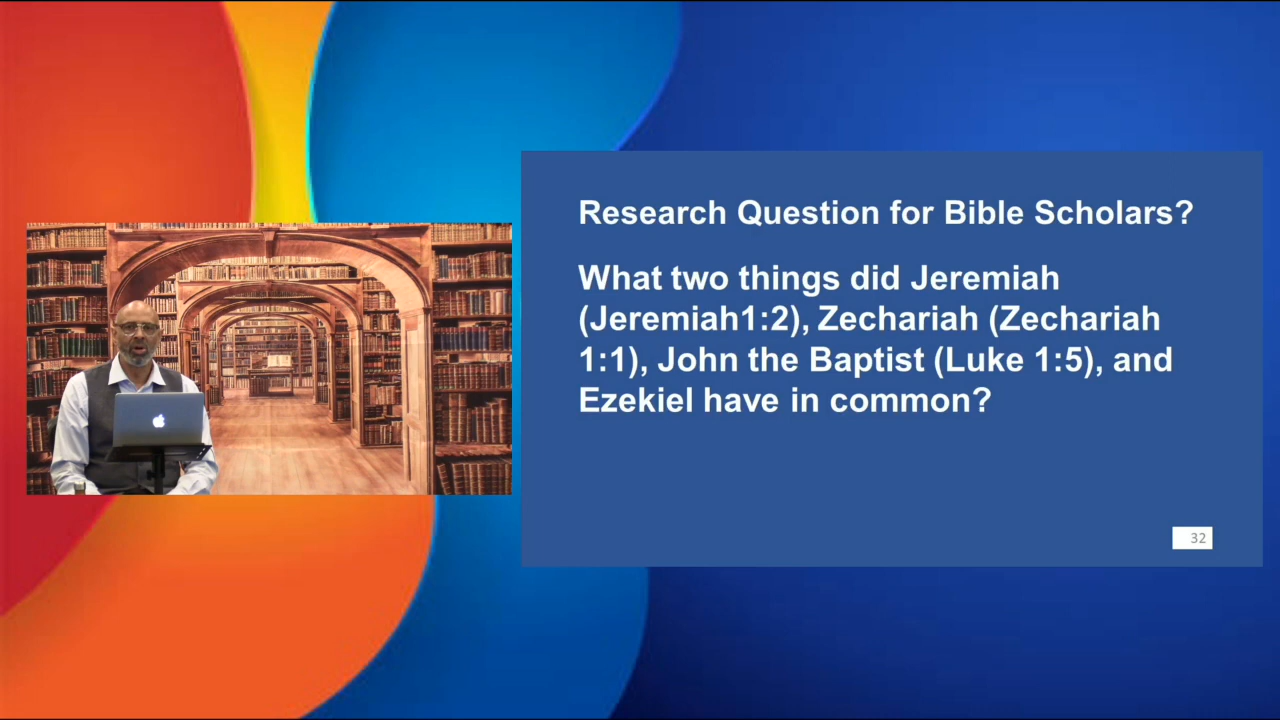 Research Question for Bible Scholars?
What two things did Jeremiah
(Jeremiah1:2), Zechariah (Zechariah
1:1), John the Baptist (Luke 1:5), and
Ezekiel have in common?
32